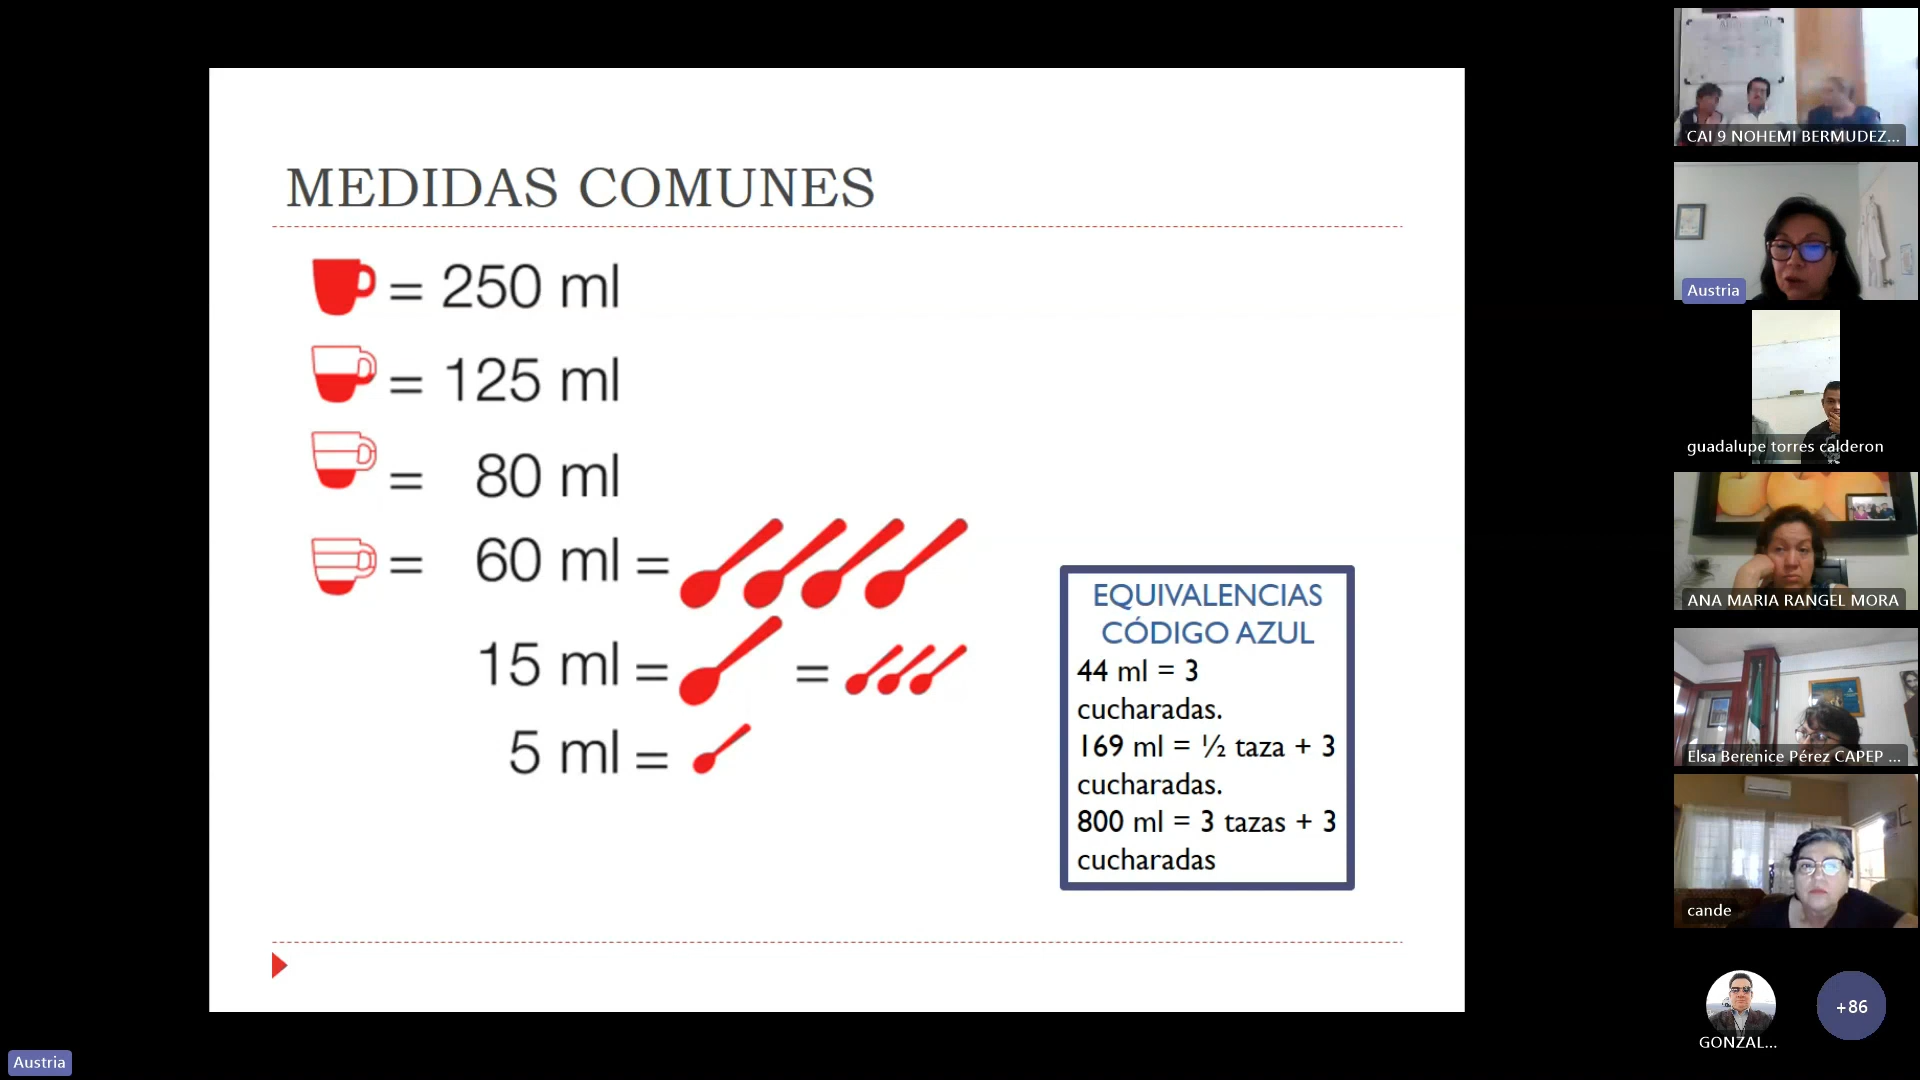 MEDIDAS COMUNES
= 250 ml
= 125 ml
= 80 ml
= 60 ml =
15 ml = =
5 ml =
EQUIVALENCIAS
CÓDIGO AZUL
44 ml = 3
cucharadas.
169 ml = ½ taza + 3
cucharadas.
800 ml = 3 tazas + 3
cucharadas
CAI 9 NOHEMI BERMUDEZ...
Austria
guadalupe torres calderon
ANA MARIA RANGEL MORA
Elsa Berenice Pérez CAPEP ...
cande
GONZAL...
+86
Austria